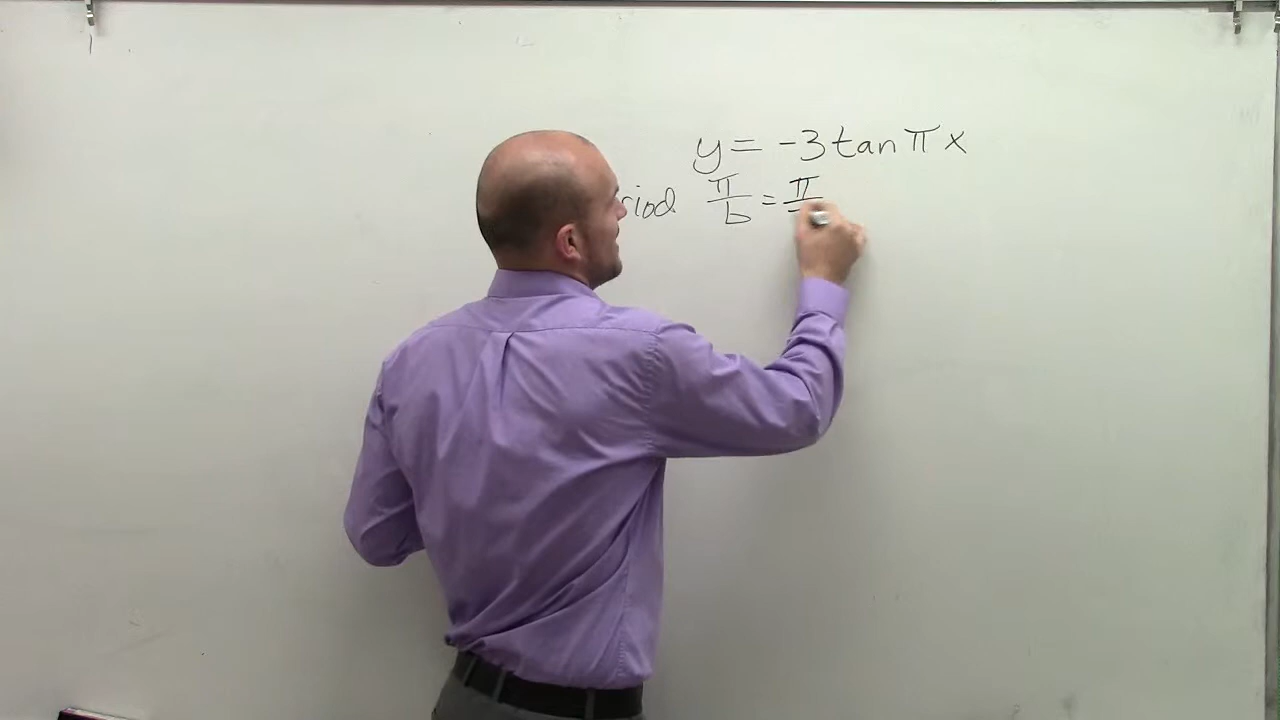 y = -3 tan π x
riod π/b = π/